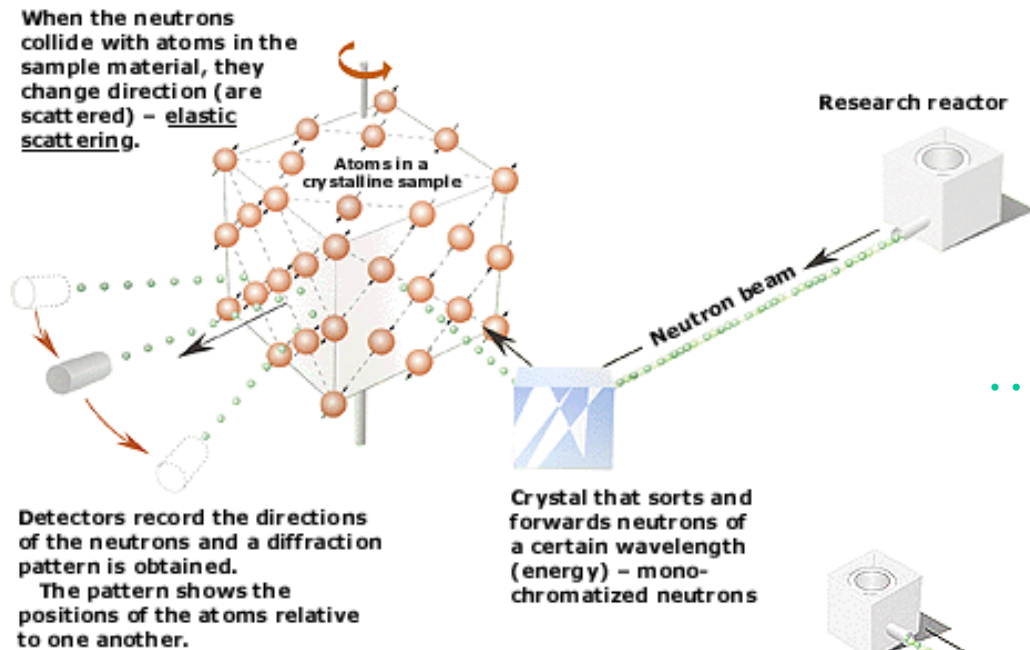 When the neutrons
collide with atoms in the
sample material, they
change direction (are
scattered) – elastic
scattering.
Research reactor
Atoms in a
crystalline sample
Neutron beam
Crystal that sorts and
forwards neutrons of
a certain wavelength
(energy) – mono-
chromatized neutrons
Detectors record the directions
of the neutrons and a diffraction
pattern is obtained.
The pattern shows the
positions of the atoms relative
to one another.